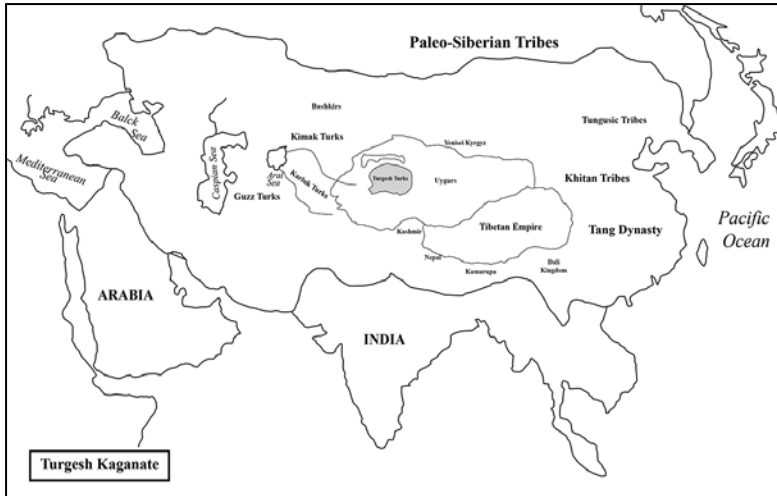 Paleo-Siberian Tribes
Bashkirs
Balck
Sea
Tungusic Tribes
Kimak Turks
Yenisei Kyrgyz
Mediterranean
Sea
Caspian Sea
Aral
Sea
Karluk Turks
Turgesh Turks
Uygurs
Khitan Tribes
Guzz Turks
Pacific
Ocean
Kashmir
Tibetan Empire
Tang Dynasty
Nepal
Kamarupa
Dali
Kingdom
ARABIA
INDIA
Turgesh Kaganate